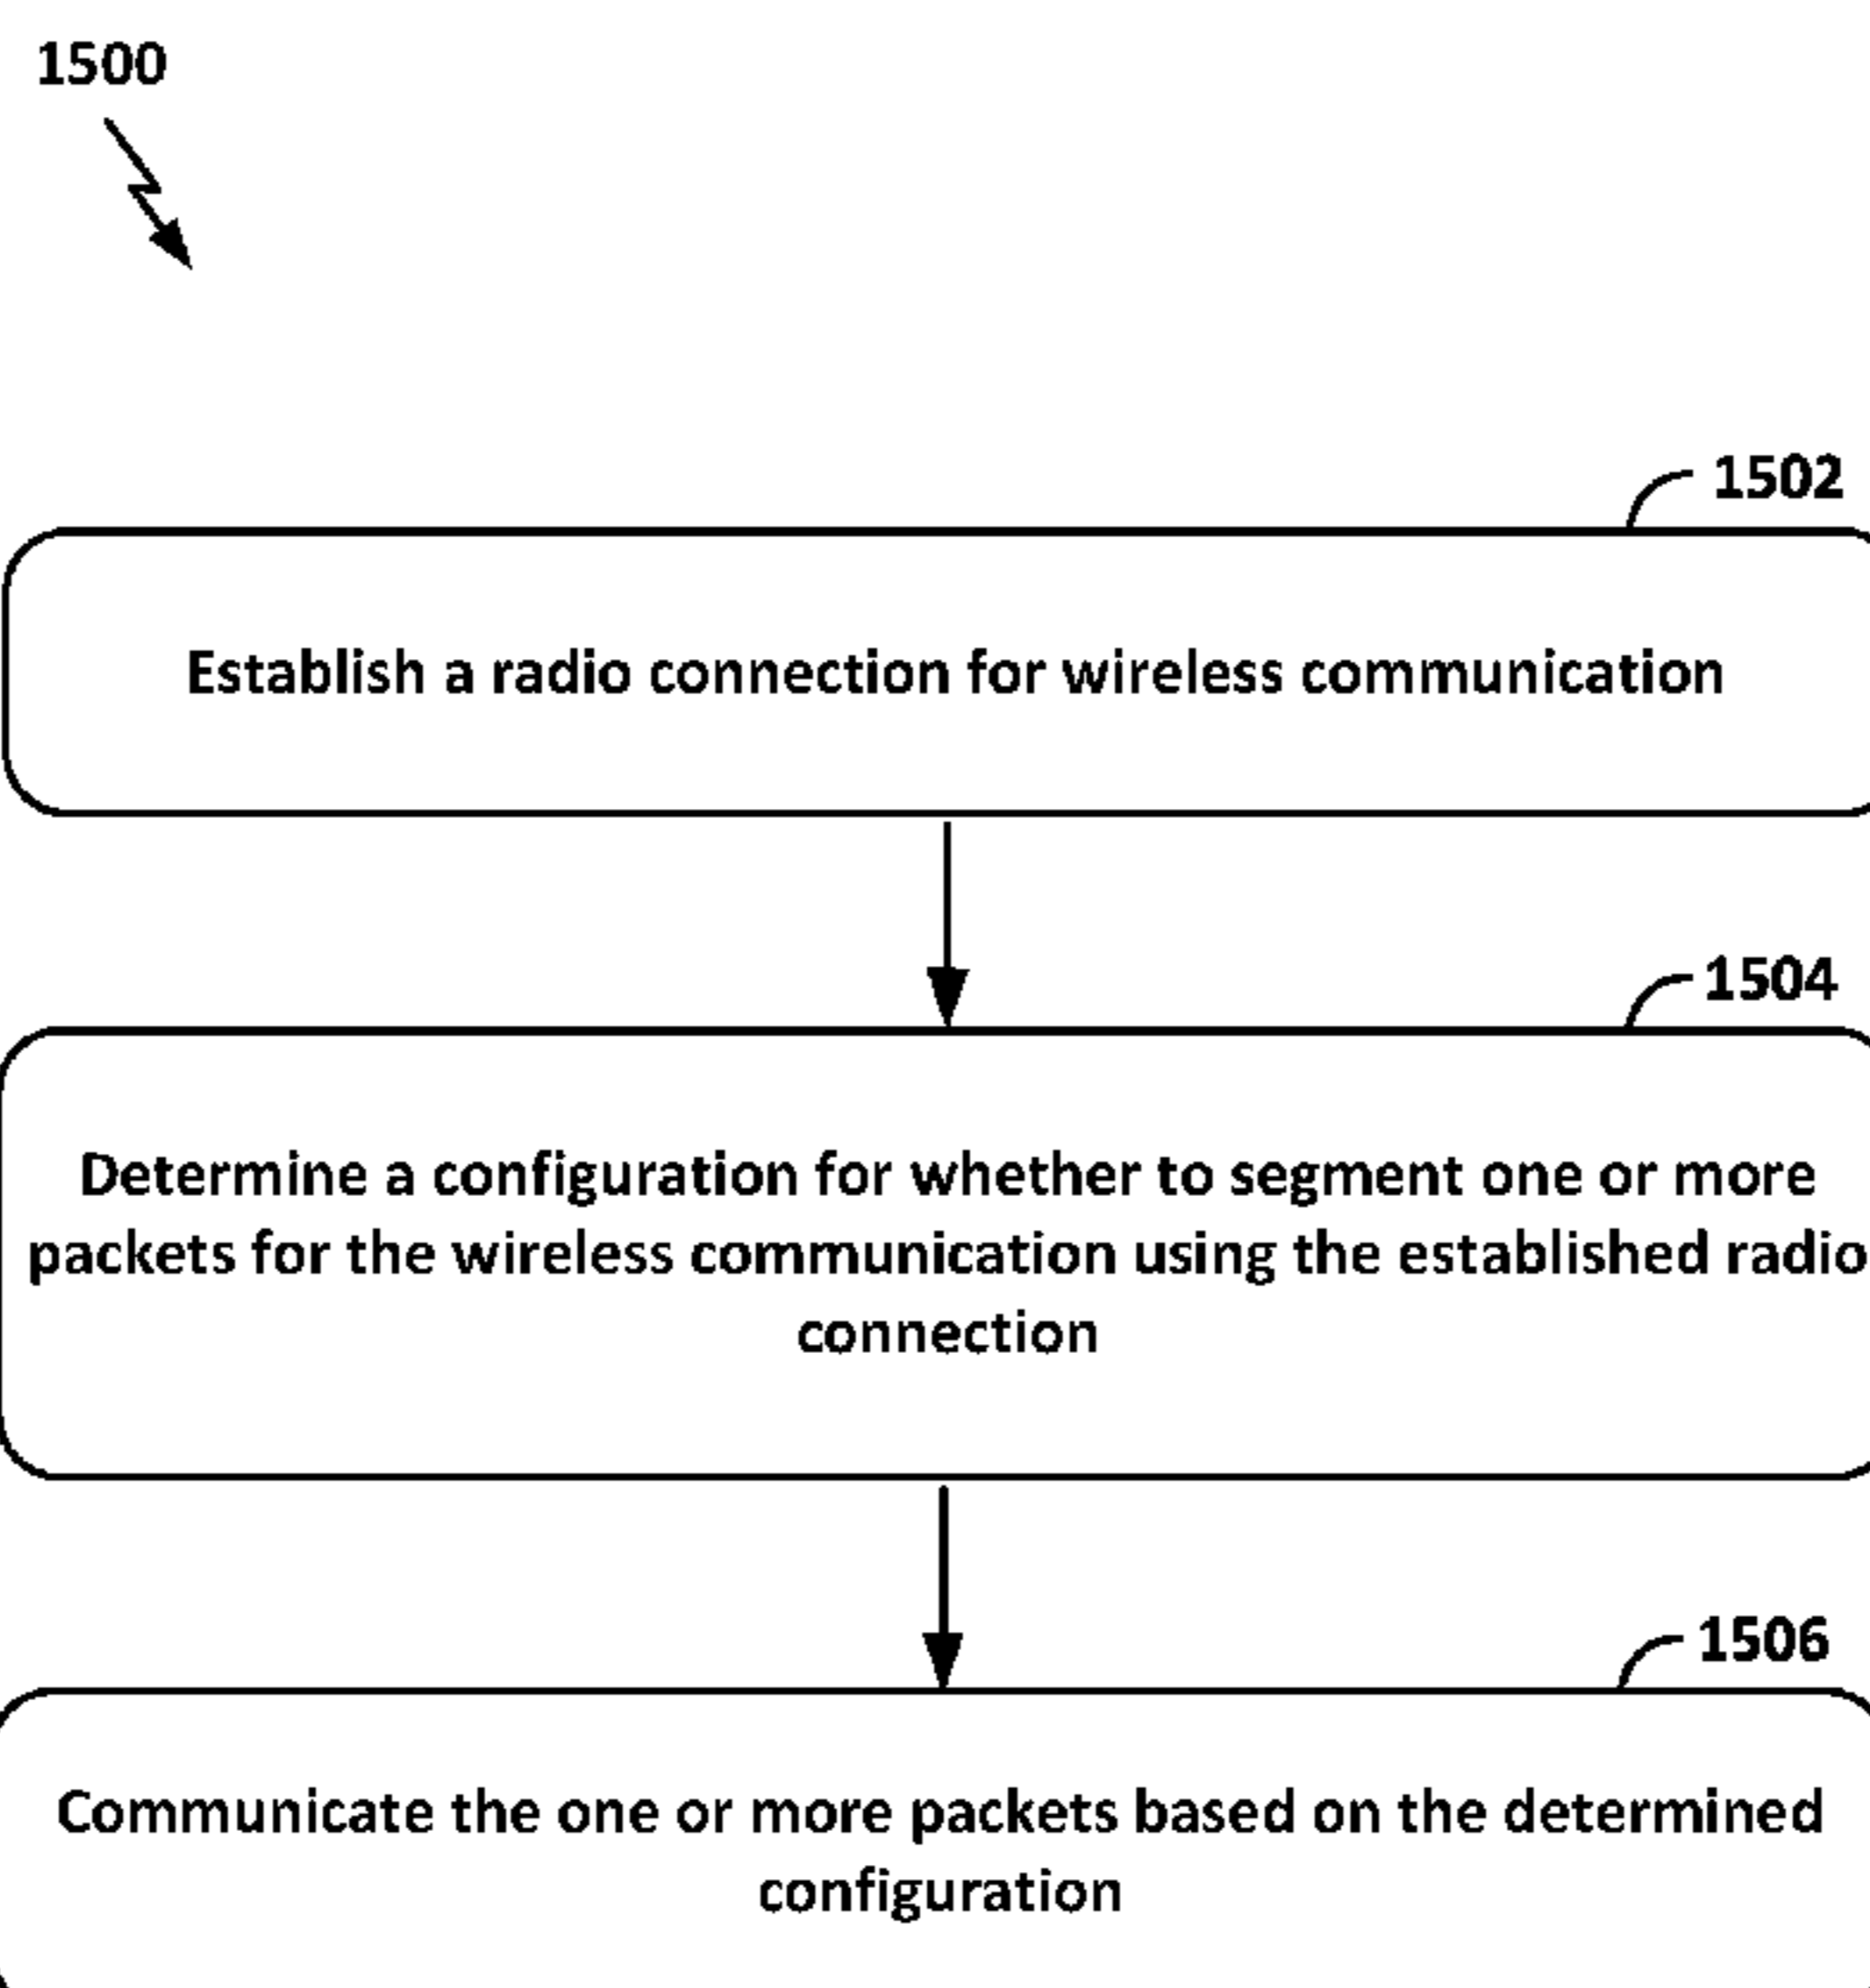 1500
1502
Establish a radio connection for wireless communication
1504
Determine a configuration for whether to segment one or more
packets for the wireless communication using the established radio
connection
1506
Communicate the one or more packets based on the determined
configuration